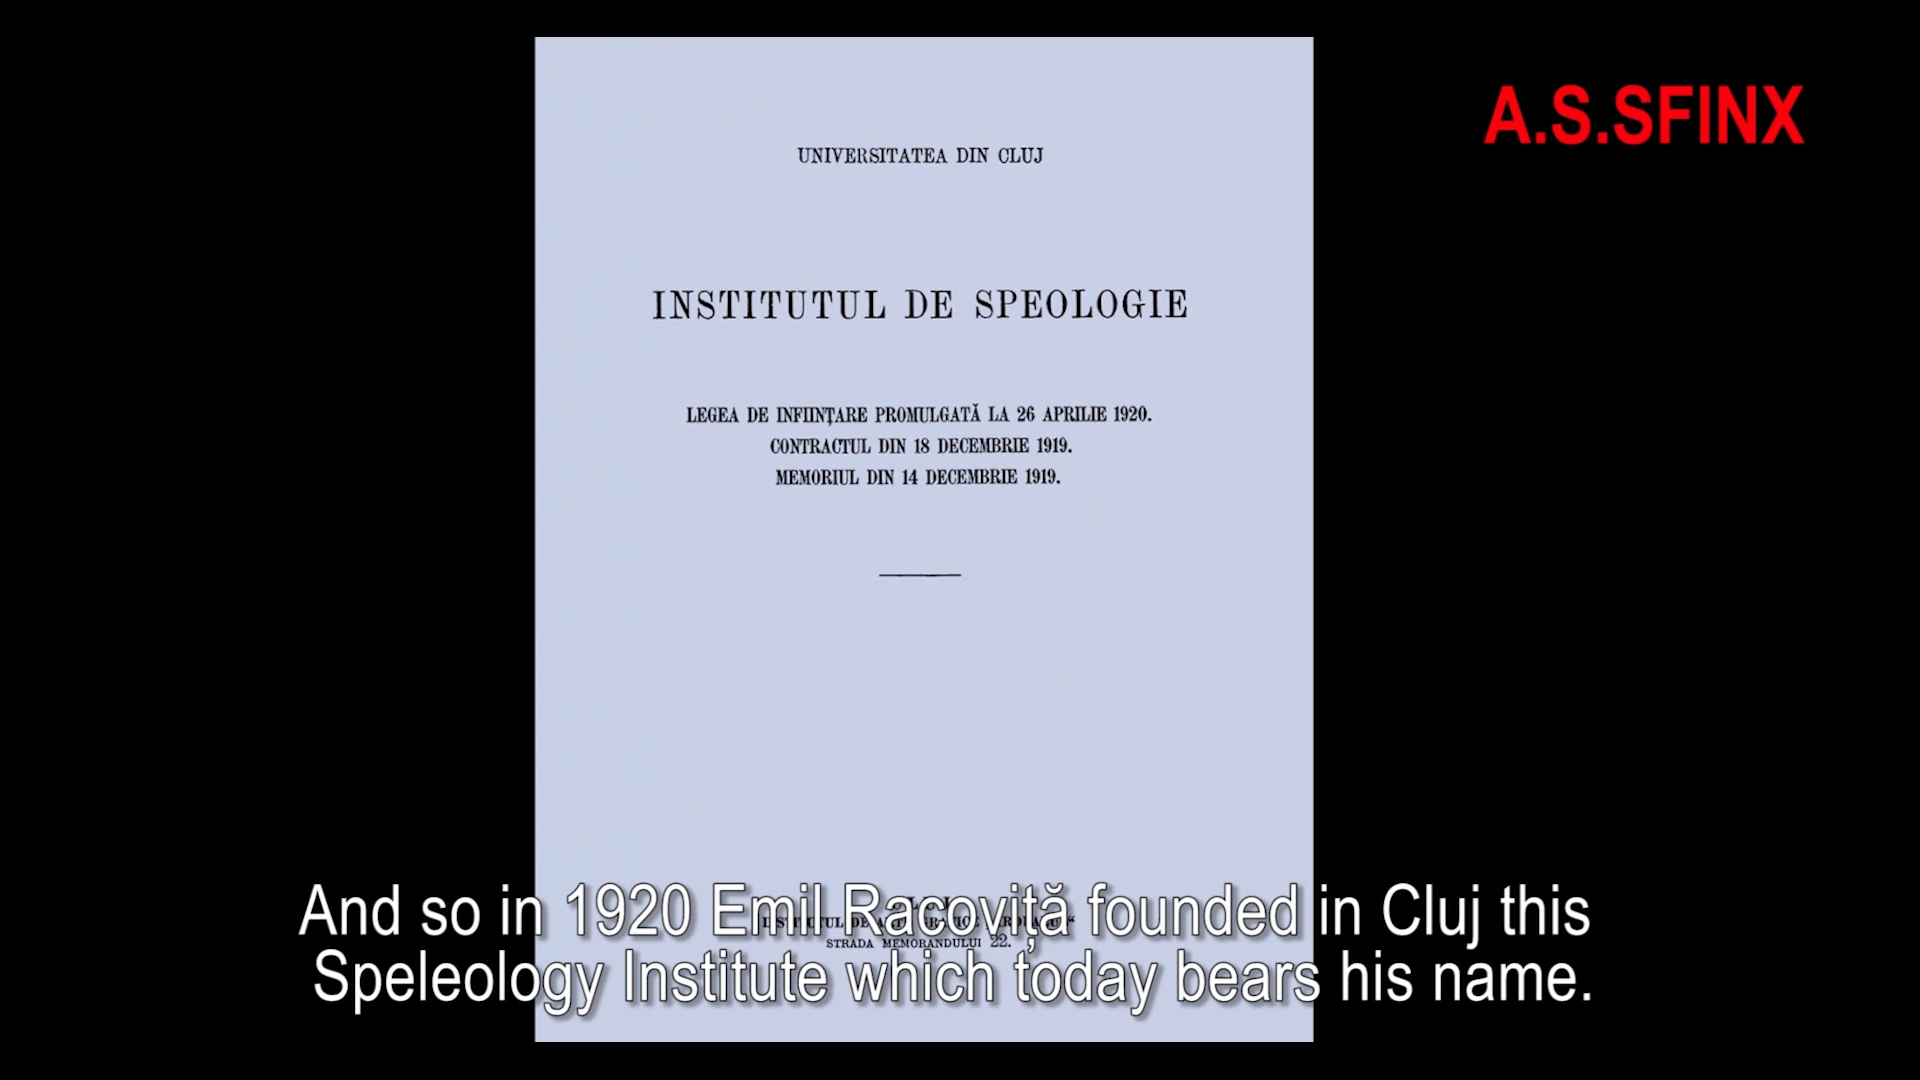 A.S.SFINX
UNIVERSITATEA DIN CLUJ
INSTITUTUL DE SPEOLOGIE
LEGEA DE INFIINȚARE PROMULGATĂ LA 26 APRILIE 1920.
CONTRACTUL DIN 18 DECEMBRIE 1919.
MEMORIUL DIN 14 DECEMBRIE 1919.
STRADA MEMORANDULUI 22.
And so in 1920 Emil Racoviță founded in Cluj this
Speleology Institute which today bears his name.